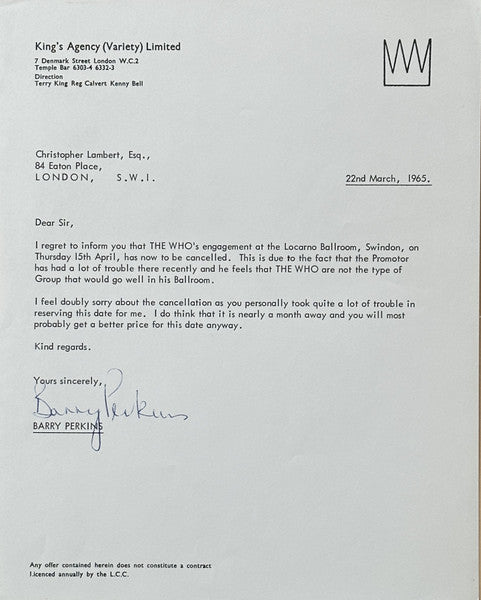 King's Agency (Variety) Limited
7 Denmark Street London W.C.2
Temple Bar 6303-4 6332-3
Direction
Terry King Reg Calvert Kenny Bell
Christopher Lambert, Esq.,
84 Eaton Place,
LONDON, S.W.I.
22nd March, 1965.
Dear Sir,
I regret to inform you that THE WHO's engagement at the Locarno Ballroom, Swindon, on
Thursday 15th April, has now to be cancelled. This is due to the fact that the Promotor
has had a lot of trouble there recently and he feels that THE WHO are not the type of
Group that would go well in his Ballroom.
I feel doubly sorry about the cancellation as you personally took quite a lot of trouble in
reserving this date for me. I do think that it is nearly a month away and you will most
probably get a better price for this date anyway.
Kind regards.
Yours sincerely,
Barry Perkins
BARRY PERKINS
Any offer contained herein does not constitute a contract
Licenced annually by the L.C.C.